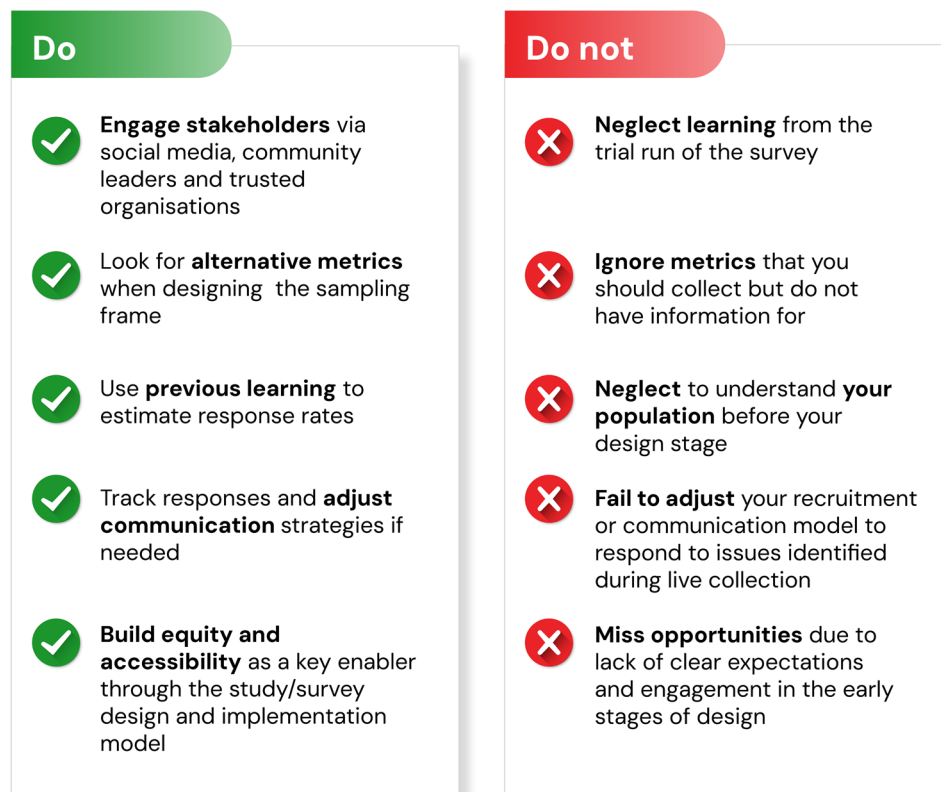 Do
Engage stakeholders via
social media, community
leaders and trusted
organisations
Look for alternative metrics
when designing  the sampling
frame
Use previous learning to
estimate response rates
Track responses and adjust
communication strategies if
needed
Build equity and
accessibility as a key enabler
through the study/survey
design and implementation
model
Do not
Neglect learning from the
trial run of the survey
Ignore metrics that you
should collect but do not
have information for
Neglect to understand your
population before your
design stage
Fail to adjust your recruitment
or communication model to
respond to issues identified
during live collection
Miss opportunities due to
lack of clear expectations
and engagement in the early
stages of design